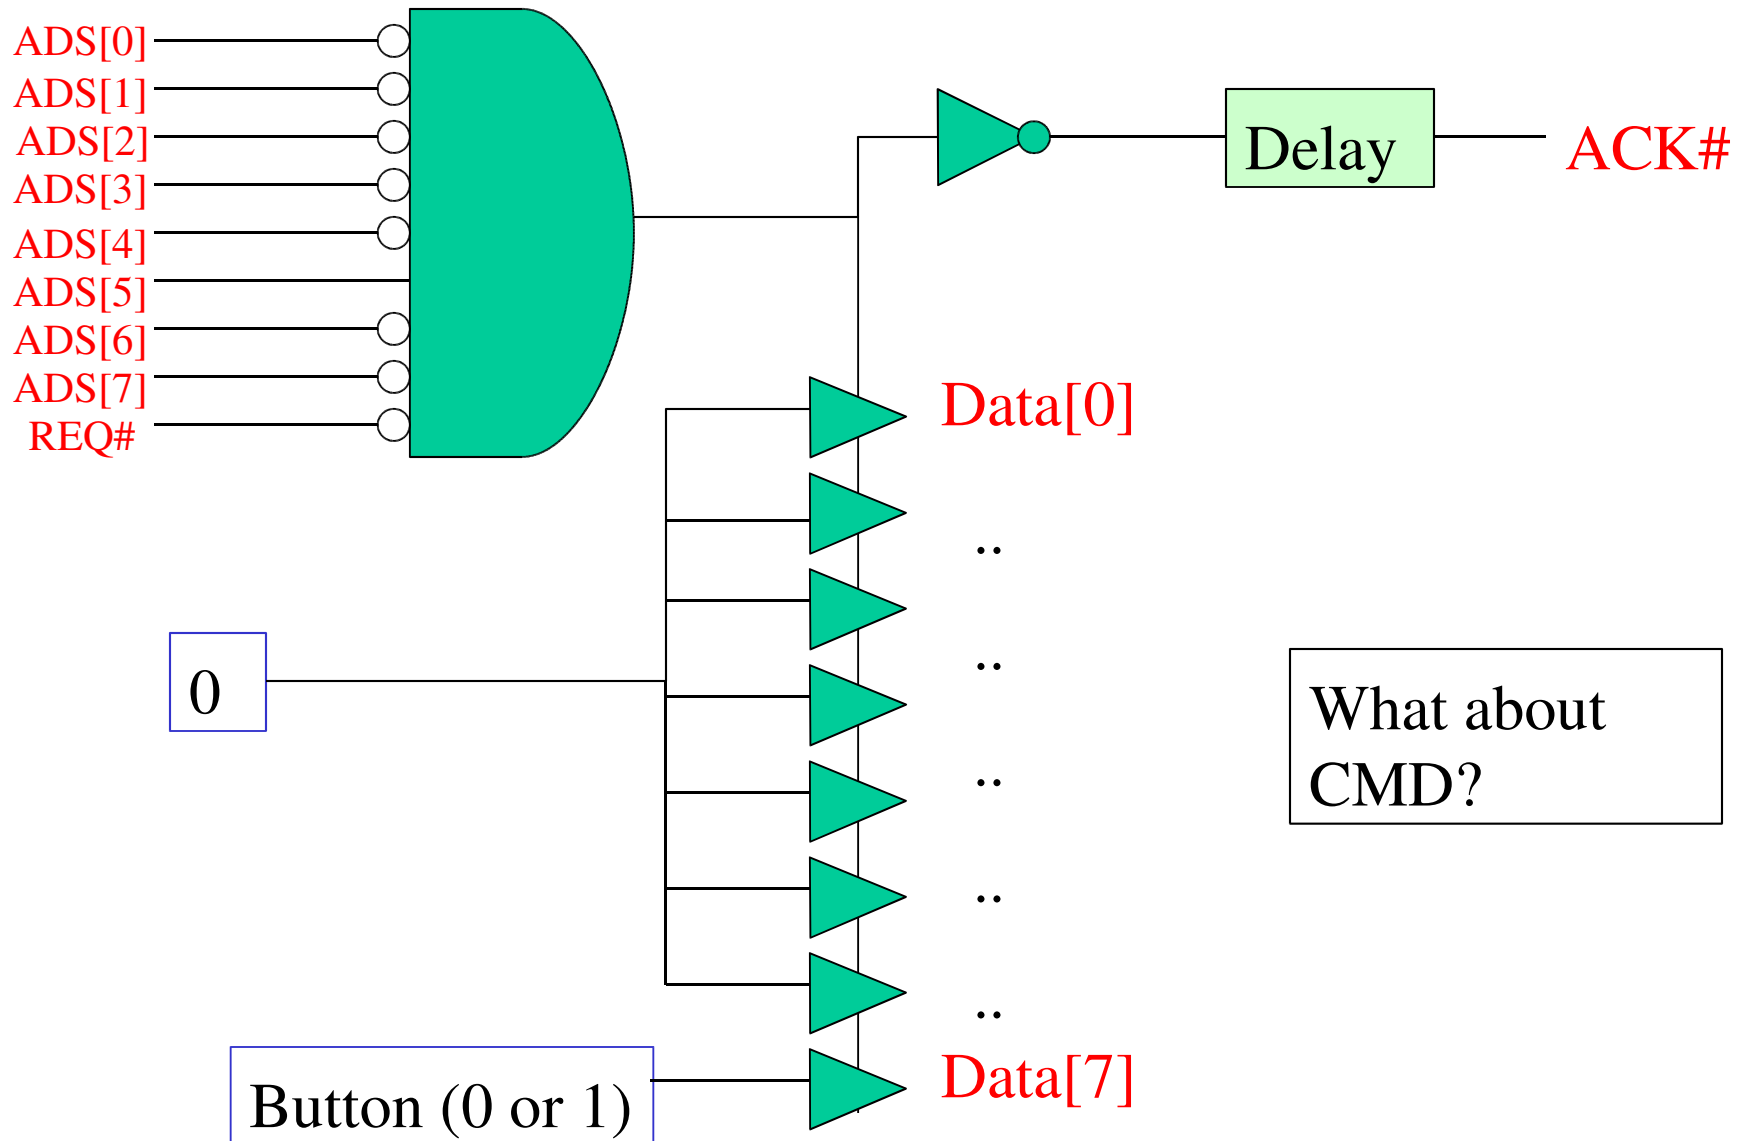 ADS[0]
ADS[1]
ADS[2]
ADS[3]
ADS[4]
ADS[5]
ADS[6]
ADS[7]
REQ#
Delay
ACK#
Data[0]
..
..
..
..
..
Data[7]
0
Button (0 or 1)
What about
CMD?